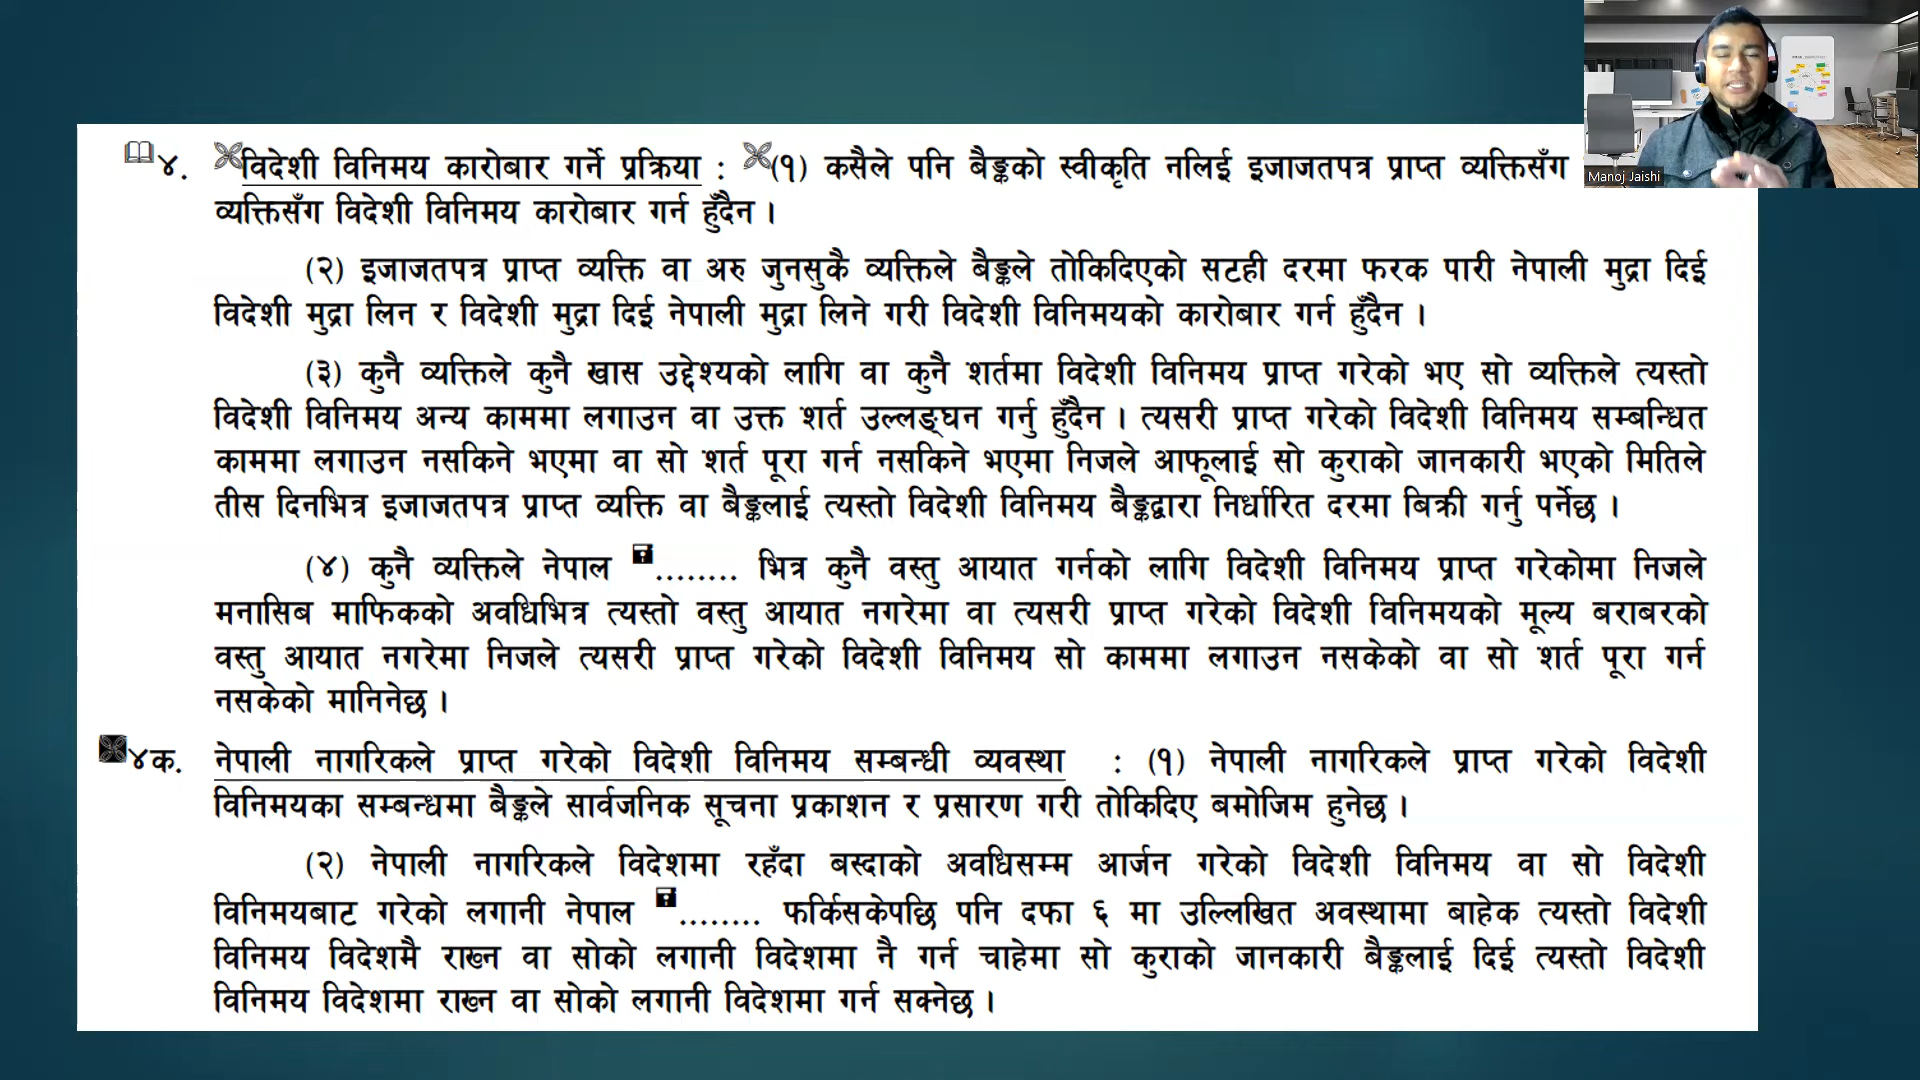 ४. विदेशी विनिमय कारोबार गर्ने प्रक्रिया : (१) कसैले पनि बैङ्कको स्वीकृति नलिई इजाजतपत्र प्राप्त व्यक्तिसँग
व्यक्तिसँग विदेशी विनिमय कारोबार गर्न हुँदैन ।
(२) इजाजतपत्र प्राप्त व्यक्ति वा अरु जुनसुकै व्यक्तिले बैङ्कले तोकिदिएको सटही दरमा फरक पारी नेपाली मुद्रा दिई
विदेशी मुद्रा लिन र विदेशी मुद्रा दिई नेपाली मुद्रा लिने गरी विदेशी विनिमयको कारोबार गर्न हुँदैन ।
(३) कुनै व्यक्तिले कुनै खास उद्देश्यको लागि वा कुनै शर्तमा विदेशी विनिमय प्राप्त गरेको भए सो व्यक्तिले त्यस्तो
विदेशी विनिमय अन्य काममा लगाउन वा उक्त शर्त उल्लङ्घन गर्नु हुँदैन । त्यसरी प्राप्त गरेको विदेशी विनिमय सम्बन्धित
काममा लगाउन नसकिने भएमा वा सो शर्त पूरा गर्न नसकिने भएमा निजले आफूलाई सो कुराको जानकारी भएको मितिले
तीस दिनभित्र इजाजतपत्र प्राप्त व्यक्ति वा बैङ्कलाई त्यस्तो विदेशी विनिमय बैङ्कद्वारा निर्धारित दरमा बिक्री गर्नु पर्नेछ ।
(४) कुनै व्यक्तिले नेपाल ........ भित्र कुनै वस्तु आयात गर्नको लागि विदेशी विनिमय प्राप्त गरेकोमा निजले
मनासिब माफिकको अवधिभित्र त्यस्तो वस्तु आयात नगरेमा वा त्यसरी प्राप्त गरेको विदेशी विनिमयको मूल्य बराबरको
वस्तु आयात नगरेमा निजले त्यसरी प्राप्त गरेको विदेशी विनिमय सो काममा लगाउन नसकेको वा सो शर्त पूरा गर्न
नसकेको मानिनेछ ।
४क. नेपाली नागरिकले प्राप्त गरेको विदेशी विनिमय सम्बन्धी व्यवस्था : (१) नेपाली नागरिकले प्राप्त गरेको विदेशी
विनिमयका सम्बन्धमा बैङ्कले सार्वजनिक सूचना प्रकाशन र प्रसारण गरी तोकिदिए बमोजिम हुनेछ ।
(२) नेपाली नागरिकले विदेशमा रहँदा बस्दाको अवधिसम्म आर्जन गरेको विदेशी विनिमय वा सो विदेशी
विनिमयबाट गरेको लगानी नेपाल ........ फर्किसकेपछि पनि दफा ६ मा उल्लिखित अवस्थामा बाहेक त्यस्तो विदेशी
विनिमय विदेशमै राख्न वा सोको लगानी विदेशमा नै गर्न चाहेमा सो कुराको जानकारी बैङ्कलाई दिई त्यस्तो विदेशी
विनिमय विदेशमा राख्न वा सोको लगानी विदेशमा गर्न सक्नेछ ।
Manoj Jaishi